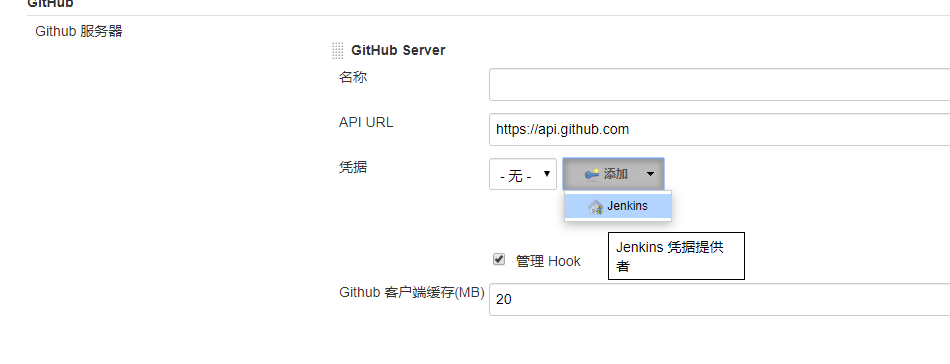 GitHub
Github 服务器
GitHub Server
名称
API URL
https://api.github.com
凭据
- 无 -
添加
Jenkins
管理 Hook
Jenkins 凭据提供
者
Github 客户端缓存(MB)
20